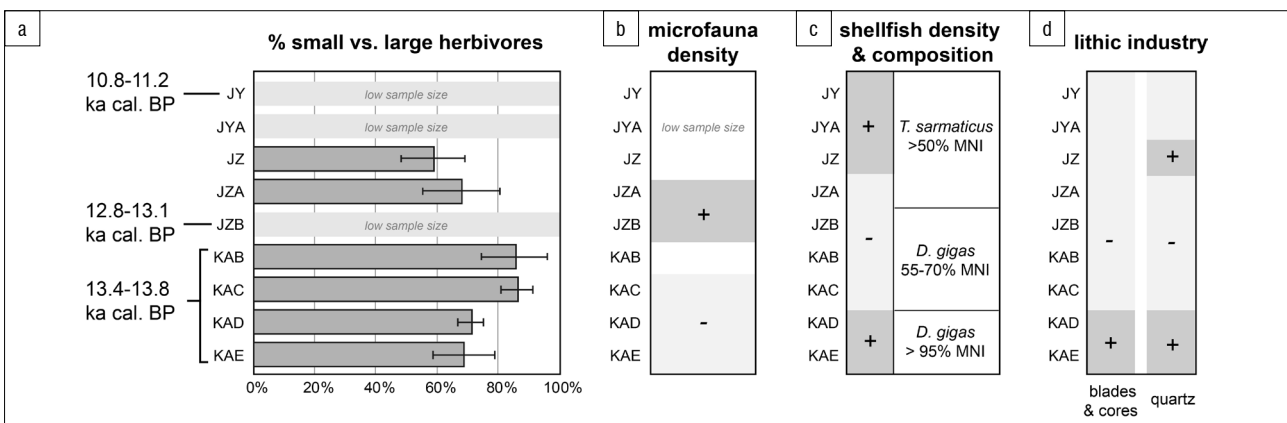 a
% small vs. large herbivores
10.8-11.2
ka cal. BP
12.8-13.1
ka cal. BP
13.4-13.8
ka cal. BP
JY
low sample size
JYA
low sample size
JZ
JZA
JZB
low sample size
KAB
KAC
KAD
KAE
0%
20%
40%
60%
80%
100%
b
microfauna
density
JY
JYA
low sample size
JZ
JZA
JZB
+
KAB
KAC
KAD
-
KAE
c
shellfish density
& composition
JY
JYA
+
JZ
JZA
JZB
-
KAB
KAC
KAD
+
KAE
T. sarmaticus
>50% MNI
D. gigas
55-70% MNI
D. gigas
> 95% MNI
d
lithic industry
JY
JYA
JZ
+
JZA
JZB
- -
KAB
KAC
KAD
+ +
KAE
blades
& cores
quartz